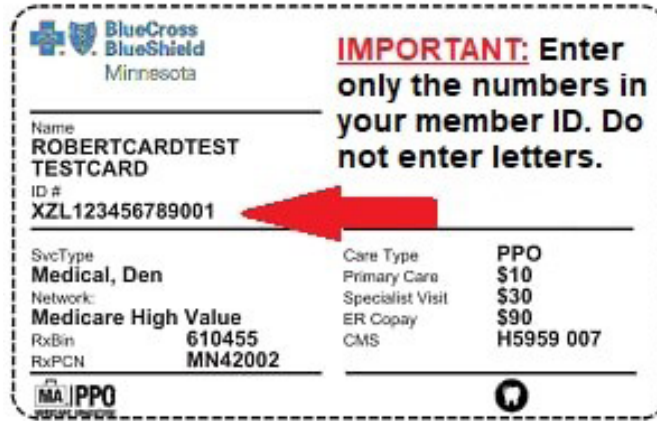 BlueCross
BlueShield
Minnesota
IMPORTANT: Enter
only the numbers in
your member ID. Do
not enter letters.
Name
ROBERTCARDTEST
TESTCARD
ID #
XZL123456789001
SvcType
Medical, Den
Network:
Medicare High Value
RxBin 610455
RxPCN MN42002
Care Type PPO
Primary Care $10
Specialist Visit $30
ER Copay $90
CMS H5959 007
MA PPO